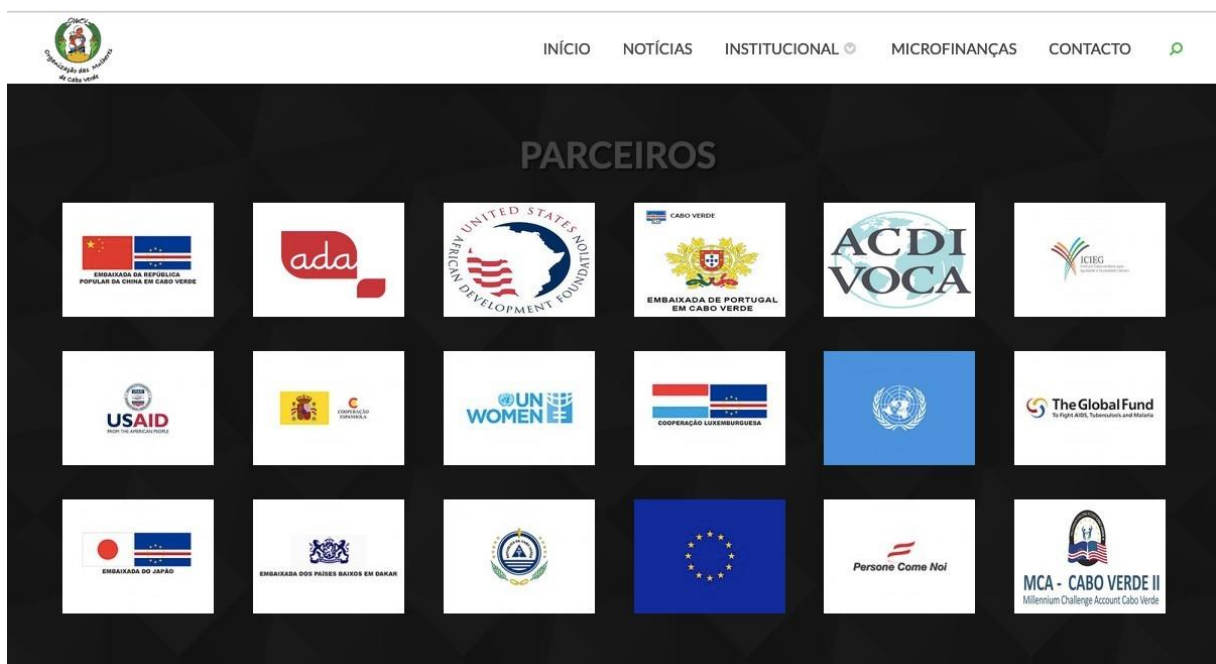 OMCV
Organização das Mulheres
de Cabo Verde
INÍCIO NOTÍCIAS INSTITUCIONAL MICROFINANÇAS CONTACTO
PARCEIROS
EMBAIXADA DA REPÚBLICA
POPULAR DA CHINA EM CABO VERDE
ada
UNITED STATES
AFRICAN DEVELOPMENT FOUNDATION
CABO VERDE
EMBAIXADA DE PORTUGAL
EM CABO VERDE
ACDI
VOCA
ICIEG
USAID
FROM THE AMERICAN PEOPLE
COOPERAÇÃO
ESPANHOLA
UN
WOMEN
COOPERAÇÃO LUXEMBURGUESA
The Global Fund
To Fight AIDS, Tuberculosis and Malaria
EMBAIXADA DO JAPÃO
EMBAIXADA DOS PAÍSES BAIXOS EM DAKAR
Persone Come Noi
MCA - CABO VERDE II
Millennium Challenge Account Cabo Verde